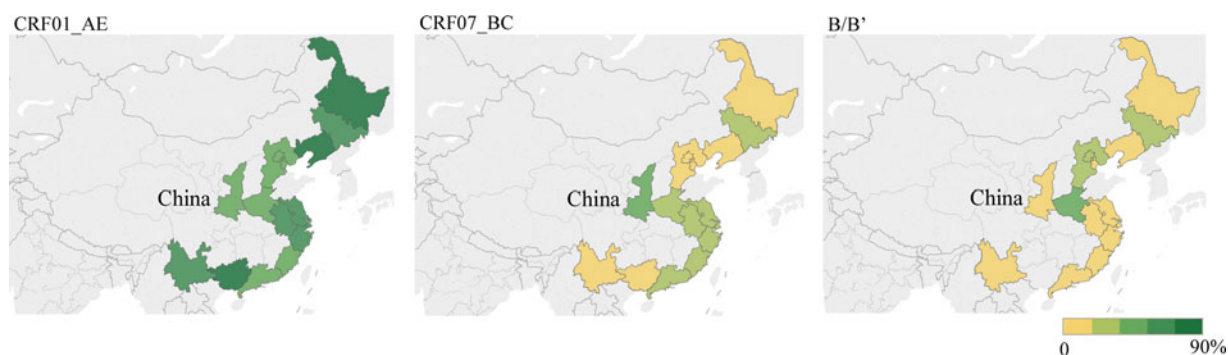 CRF01_AE
CRF07_BC
B/B’
China
China
China
0
90%